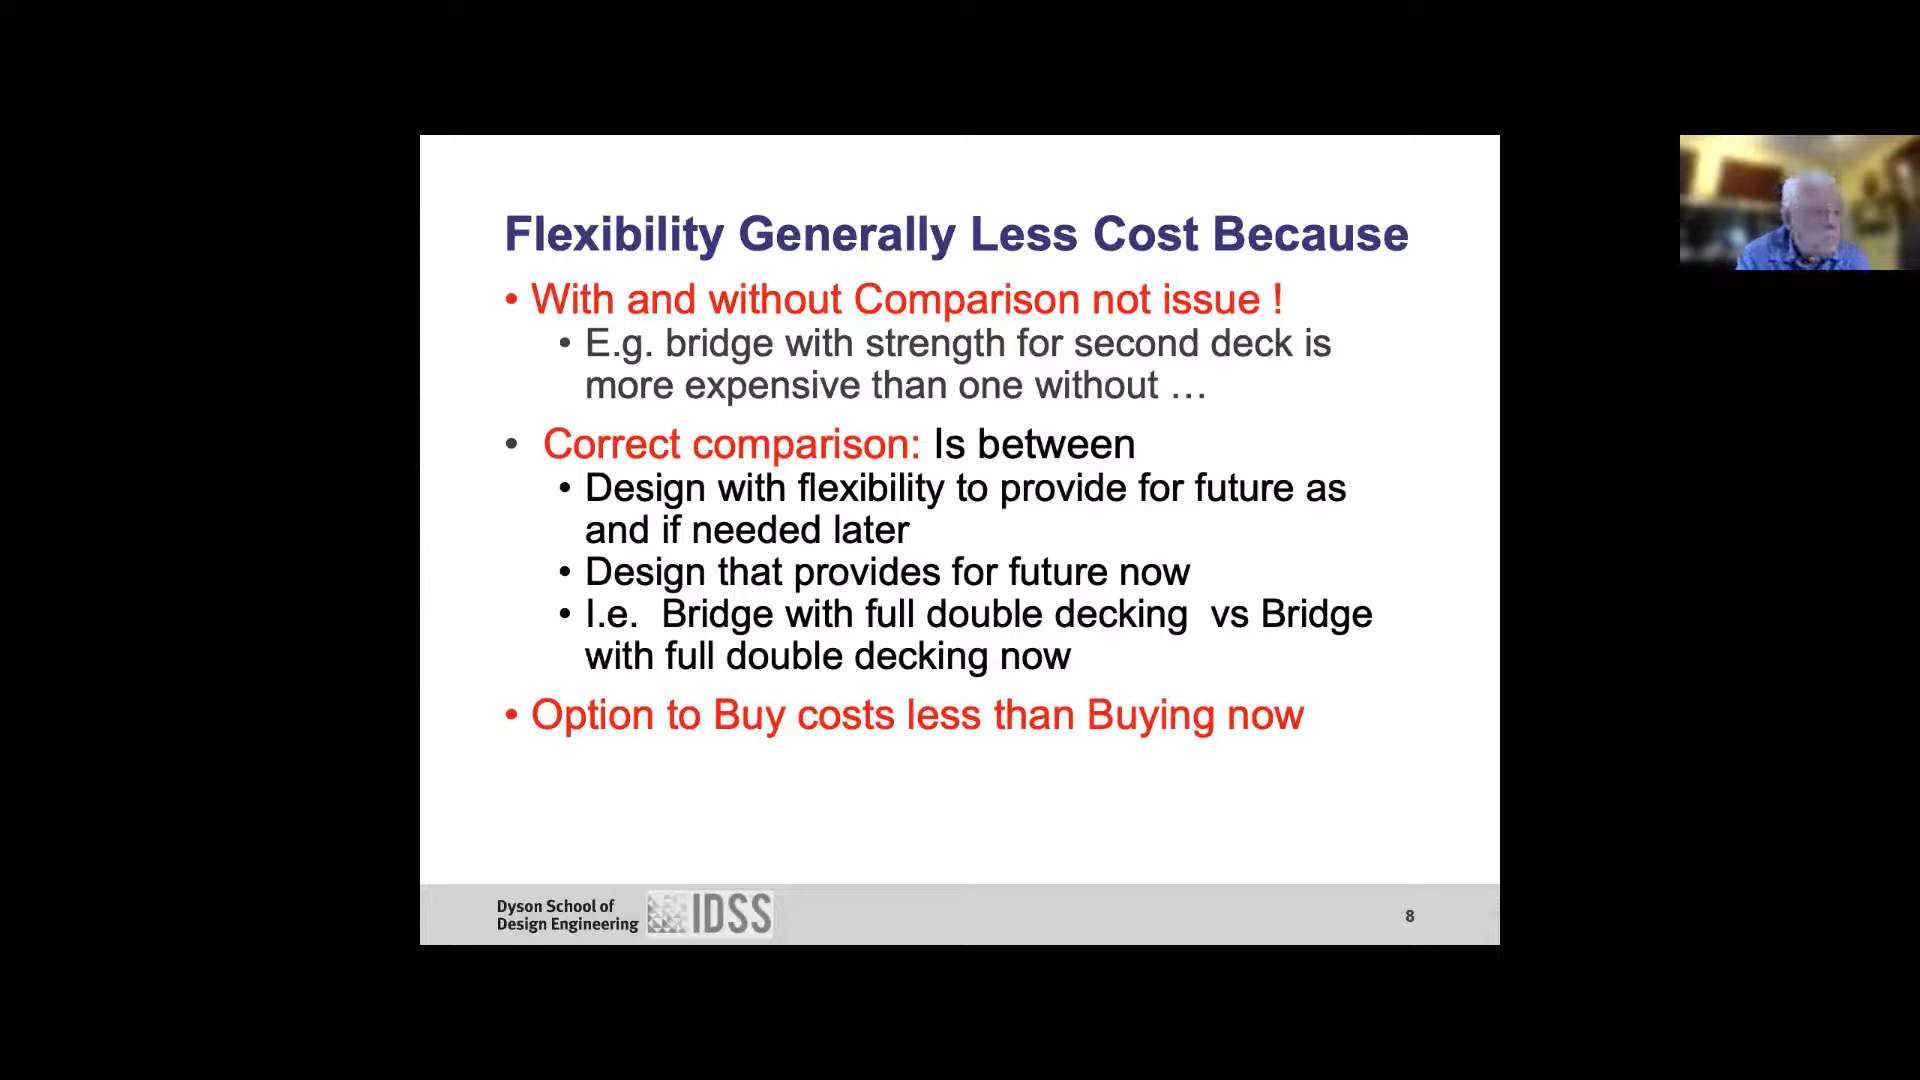 Flexibility Generally Less Cost Because
• With and without Comparison not issue !
• E.g. bridge with strength for second deck is
more expensive than one without …
• Correct comparison: Is between
• Design with flexibility to provide for future as
and if needed later
• Design that provides for future now
• I.e. Bridge with full double decking vs Bridge
with full double decking now
• Option to Buy costs less than Buying now
Dyson School of
Design Engineering
IDSS
8